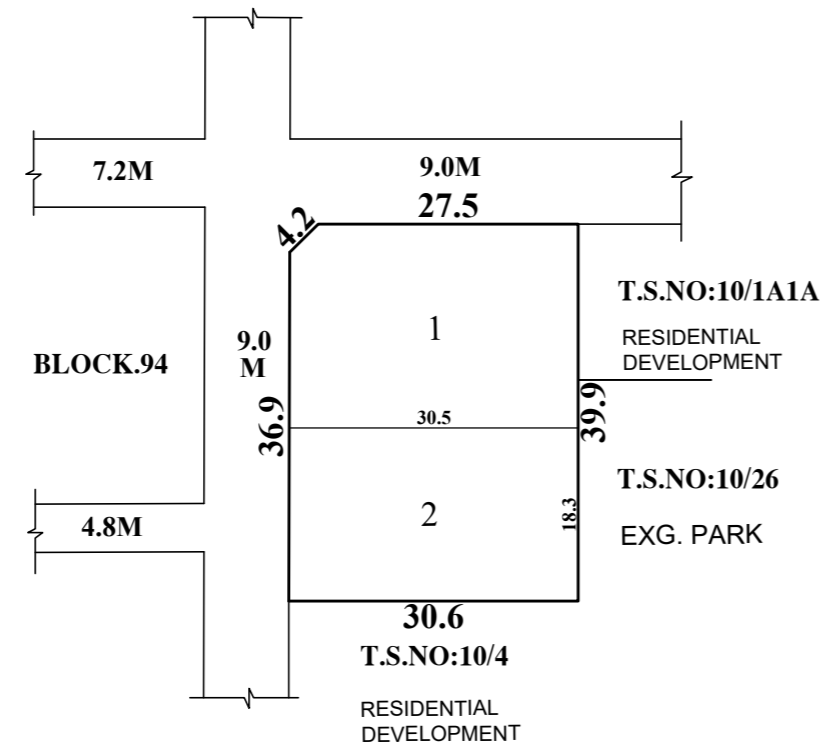 7.2M
9.0M
27.5
4.2
T.S.NO:10/1A1A
RESIDENTIAL
DEVELOPMENT
1
9.0
M
BLOCK.94
36.9
30.5
39.9
T.S.NO:10/26
EXG. PARK
2
18.3
4.8M
30.6
T.S.NO:10/4
RESIDENTIAL
DEVELOPMENT